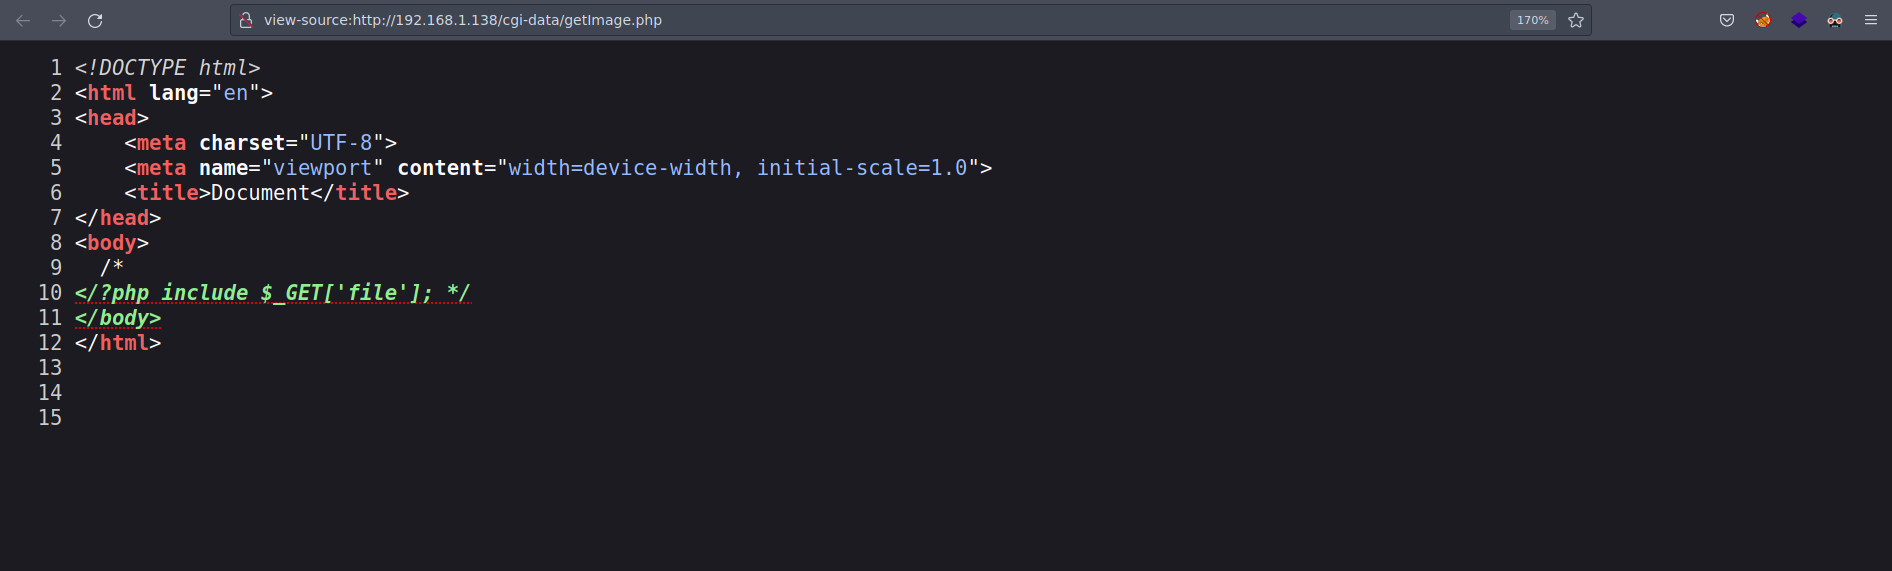 view-source:http://192.168.1.138/cgi-data/getImage.php 170%
1 <!DOCTYPE html>
2 <html lang="en">
3 <head>
4     <meta charset="UTF-8">
5     <meta name="viewport" content="width=device-width, initial-scale=1.0">
6     <title>Document</title>
7 </head>
8 <body>
9   /*
10 </?php include $_GET['file']; */
11 </body>
12 </html>
13
14
15